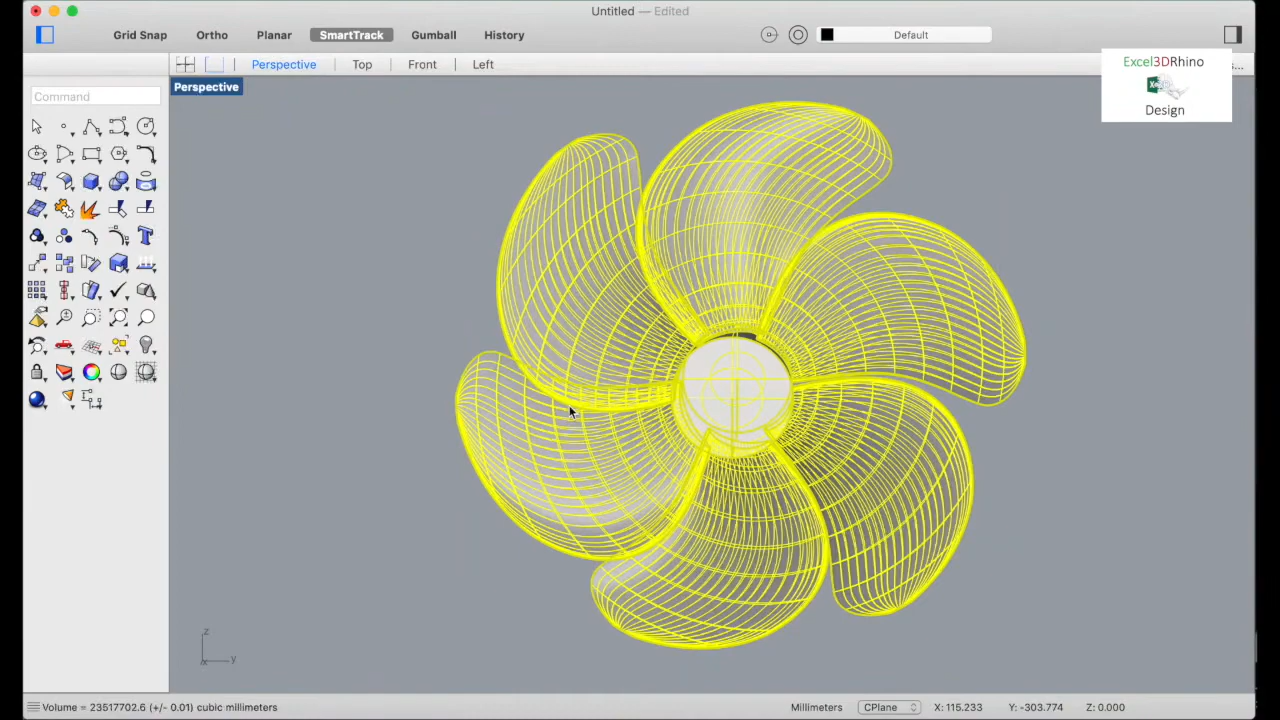 Untitled — Edited
Grid Snap Ortho Planar SmartTrack Gumball History Default
Perspective Top Front Left
Perspective
Excel3DRhino
Design
Command
z
x y
Volume = 23517702.6 (+/- 0.01) cubic millimeters Millimeters CPlane X: 115.233 Y: -303.774 Z: 0.000